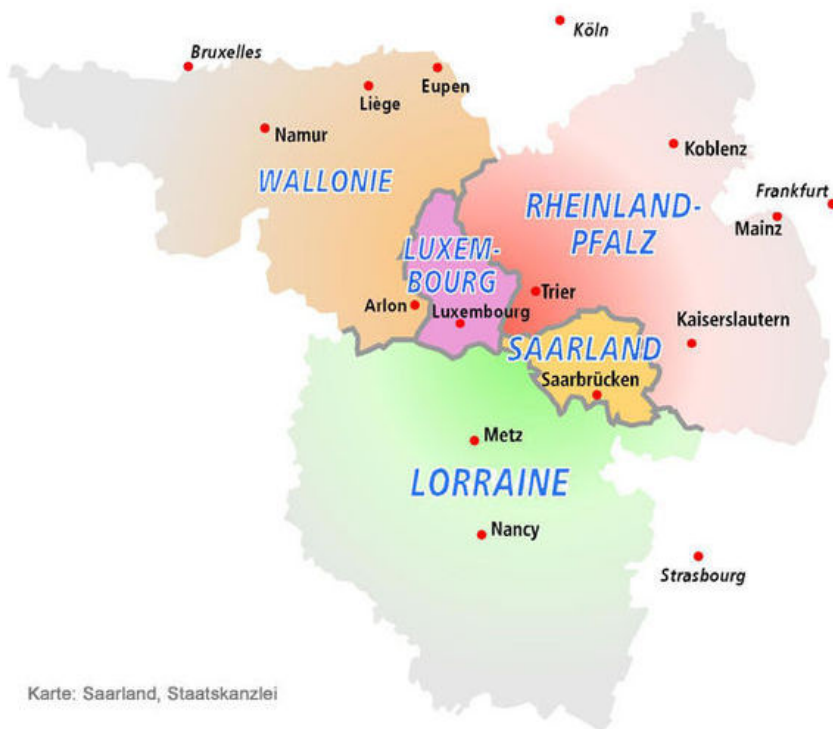 Köln
Bruxelles
Eupen
Liège
Namur
Koblenz
WALLONIE
Frankfurt
RHEINLAND-
PFALZ
Mainz
LUXEM-
BOURG
Trier
Arlon
Luxembourg
Kaiserslautern
SAARLAND
Saarbrücken
Metz
LORRAINE
Nancy
Strasbourg
Karte: Saarland, Staatskanzlei